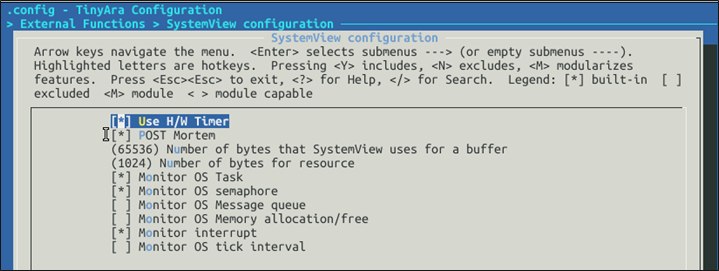 .config - TinyAra Configuration
> External Functions > SystemView configuration
SystemView configuration
Arrow keys navigate the menu.  <Enter> selects submenus ---> (or empty submenus ----).
Highlighted letters are hotkeys.  Pressing <Y> includes, <N> excludes, <M> modularizes
features.  Press <Esc><Esc> to exit, <?> for Help, </> for Search.  Legend: [*] built-in  [ ]
excluded  <M> module  < > module capable
[*] Use H/W Timer
[*] POST Mortem
(65536) Number of bytes that SystemView uses for a buffer
(1024) Number of bytes for resource
[*] Monitor OS Task
[*] Monitor OS semaphore
[ ] Monitor OS Message queue
[ ] Monitor OS Memory allocation/free
[*] Monitor interrupt
[ ] Monitor OS tick interval